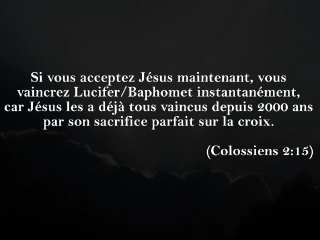 Si vous acceptez Jésus maintenant, vous
vaincrez Lucifer/Baphomet instantanément,
car Jésus les a déjà tous vaincus depuis 2000 ans
par son sacrifice parfait sur la croix.
(Colossiens 2:15)